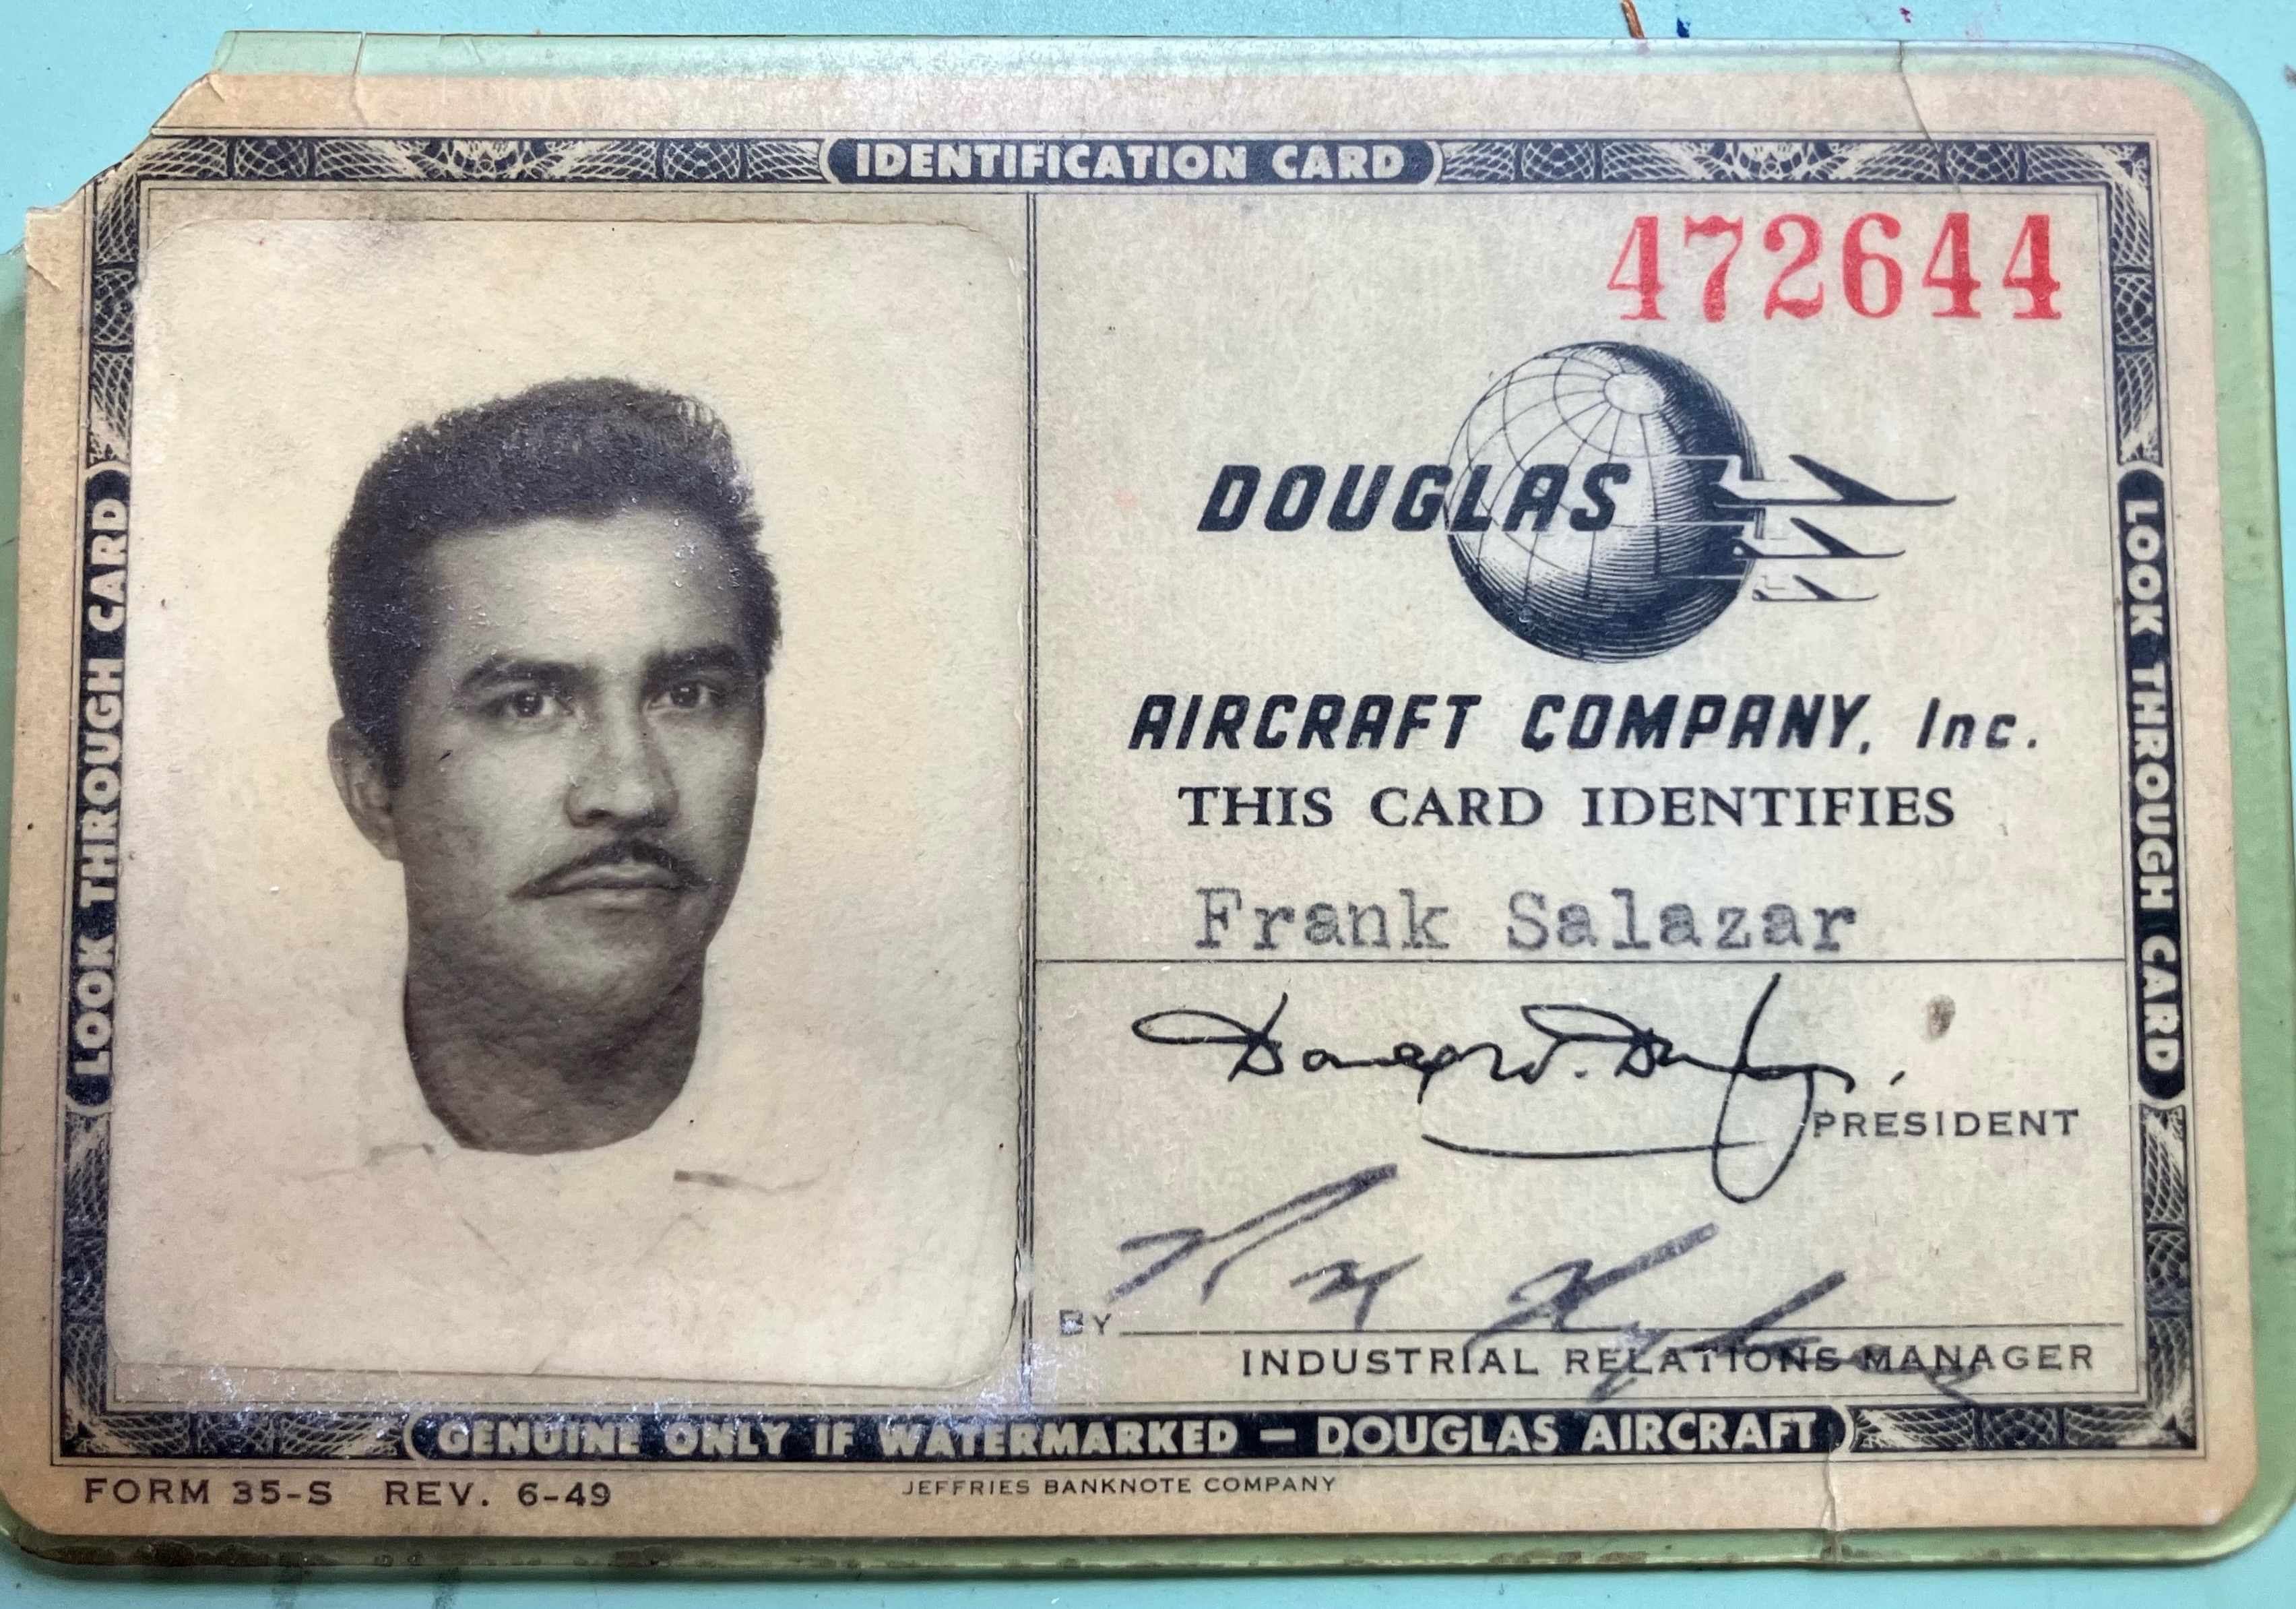 IDENTIFICATION CARD
LOOK THROUGH CARD
472644
DOUGLAS
AIRCRAFT COMPANY, Inc.
THIS CARD IDENTIFIES
Frank Salazar
PRESIDENT
BY
INDUSTRIAL RELATIONS MANAGER
LOOK THROUGH CARD
GENUINE ONLY IF WATERMARKED — DOUGLAS AIRCRAFT
FORM 35-S REV. 6-49
JEFFRIES BANKNOTE COMPANY